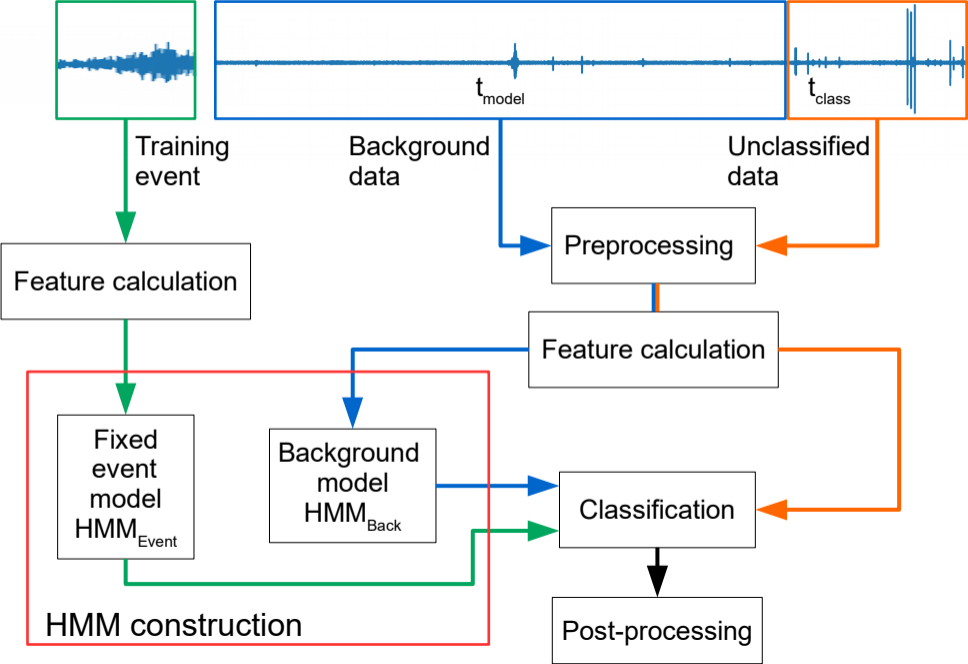 t_model
t_class
Training
event
Background
data
Unclassified
data
Preprocessing
Feature calculation
Feature calculation
Fixed
event
model
HMM_Event
Background
model
HMM_Back
Classification
HMM construction
Post-processing